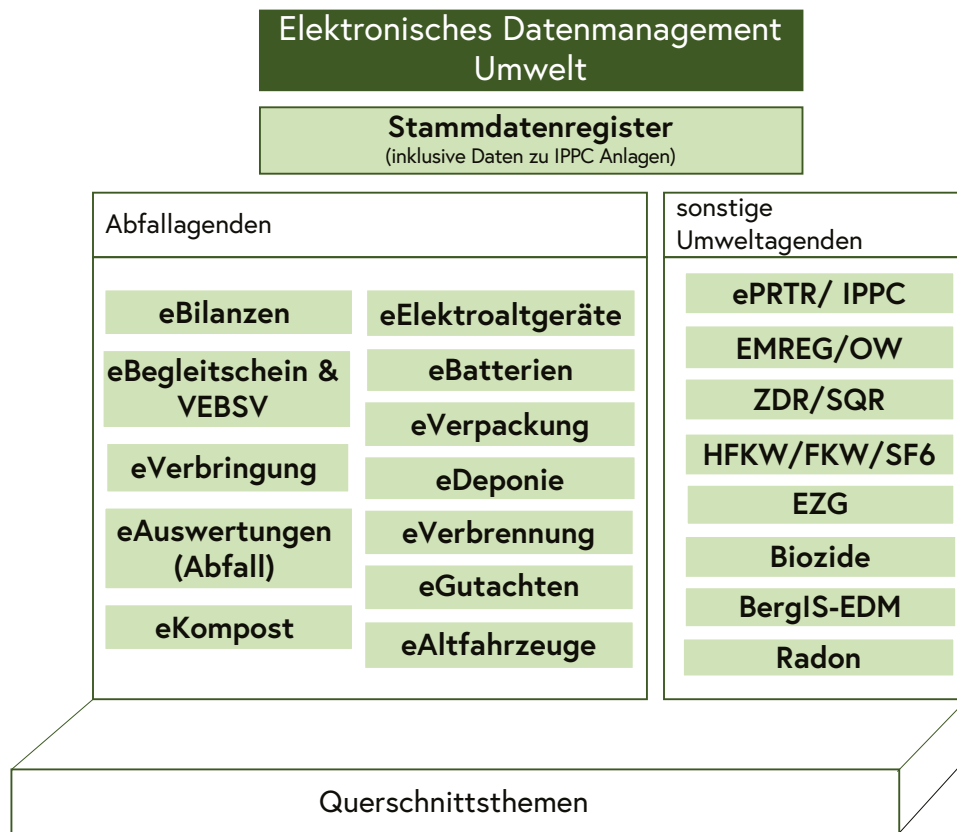 Elektronisches Datenmanagement
Umwelt
Stammdatenregister
(inklusive Daten zu IPPC Anlagen)
Abfallagenden
eBilanzen
eBegleitschein &
VEBSV
eVerbringung
eAuswertungen
(Abfall)
eKompost
eElektroaltgeräte
eBatterien
eVerpackung
eDeponie
eVerbrennung
eGutachten
eAltfahrzeuge
sonstige
Umweltagenden
ePRTR/ IPPC
EMREG/OW
ZDR/SQR
HFKW/FKW/SF6
EZG
Biozide
BergIS-EDM
Radon
Querschnittsthemen